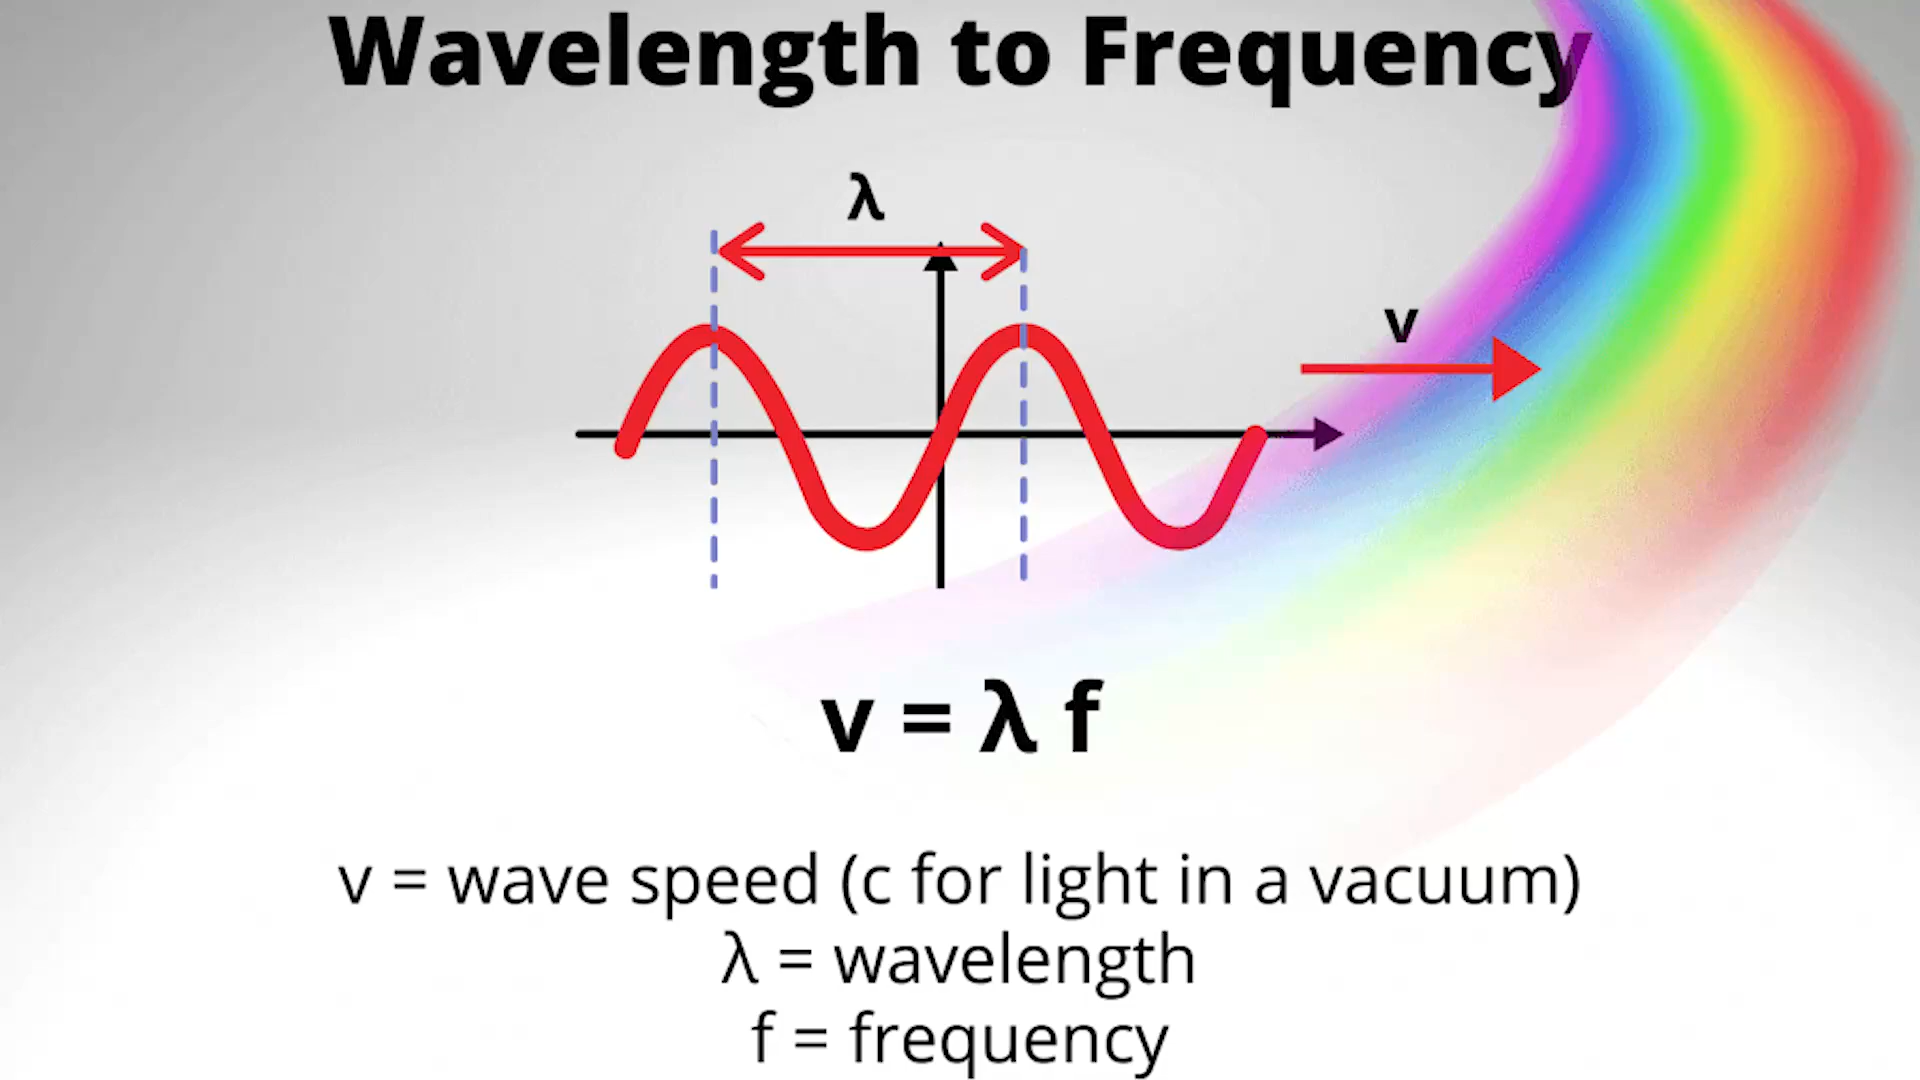 Wavelength to Frequency
λ
v
v = λ f
v = wave speed (c for light in a vacuum)
λ = wavelength
f = frequency